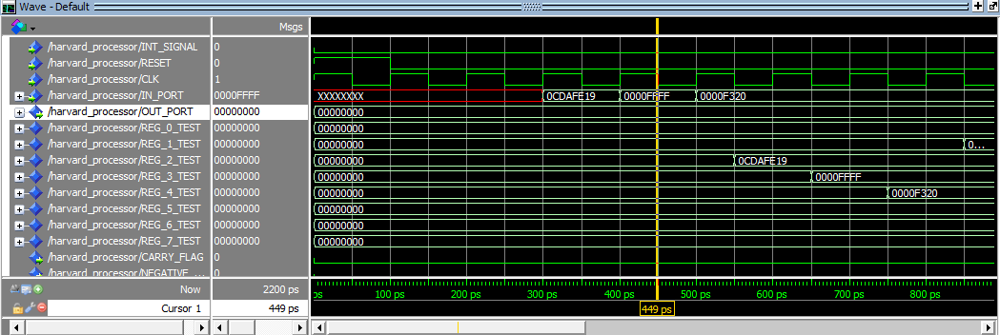 Wave - Default
Msgs
/harvard_processor/INT_SIGNAL 0
/harvard_processor/RESET 0
/harvard_processor/CLK 1
/harvard_processor/IN_PORT 0000FFFF XXXXXXXX 0CDAFE19 0000FFFF 0000F320
/harvard_processor/OUT_PORT 00000000 00000000
/harvard_processor/REG_0_TEST 00000000 00000000
/harvard_processor/REG_1_TEST 00000000 00000000 0...
/harvard_processor/REG_2_TEST 00000000 00000000 0CDAFE19
/harvard_processor/REG_3_TEST 00000000 00000000 0000FFFF
/harvard_processor/REG_4_TEST 00000000 00000000 0000F320
/harvard_processor/REG_5_TEST 00000000 00000000
/harvard_processor/REG_6_TEST 00000000 00000000
/harvard_processor/REG_7_TEST 00000000 00000000
/harvard_processor/CARRY_FLAG 0
/harvard_processor/NEGATIVE_... 0
Now 2200 ps ps 100 ps 200 ps 300 ps 400 ps 500 ps 600 ps 700 ps 800 ps
Cursor 1 449 ps 449 ps